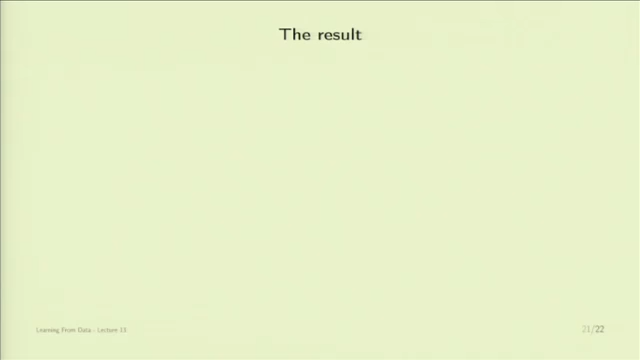 The result
Learning From Data - Lecture 13
21/22